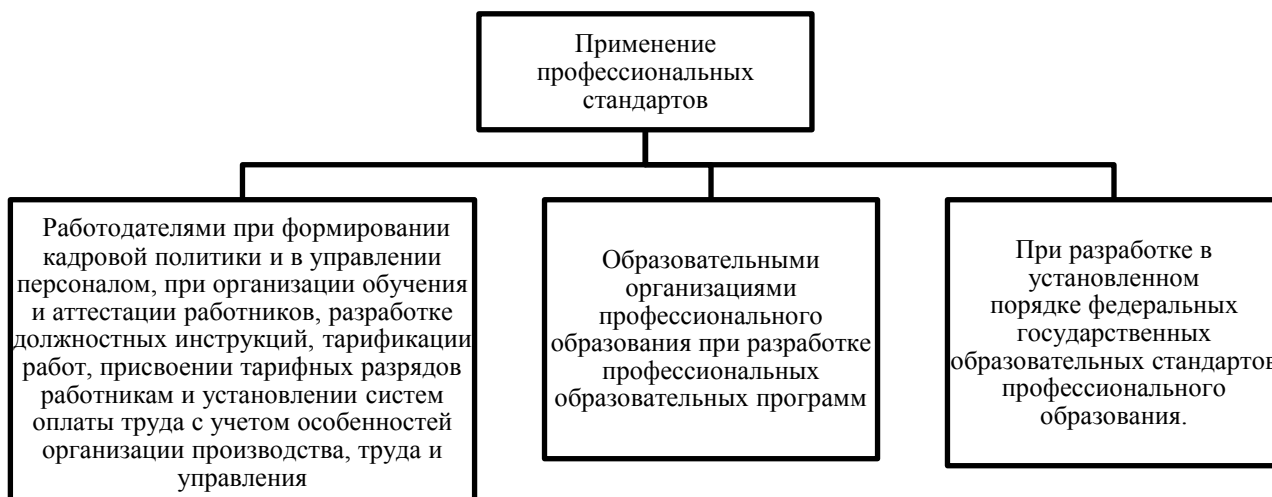 Применение
профессиональных
стандартов
Работодателями при формировании
кадровой политики и в управлении
персоналом, при организации обучения
и аттестации работников, разработке
должностных инструкций, тарификации
работ, присвоении тарифных разрядов
работникам и установлении систем
оплаты труда с учетом особенностей
организации производства, труда и
управления
Образовательными
организациями
профессионального
образования при разработке
профессиональных
образовательных программ
При разработке в
установленном
порядке федеральных
государственных
образовательных стандартов
профессионального
образования.